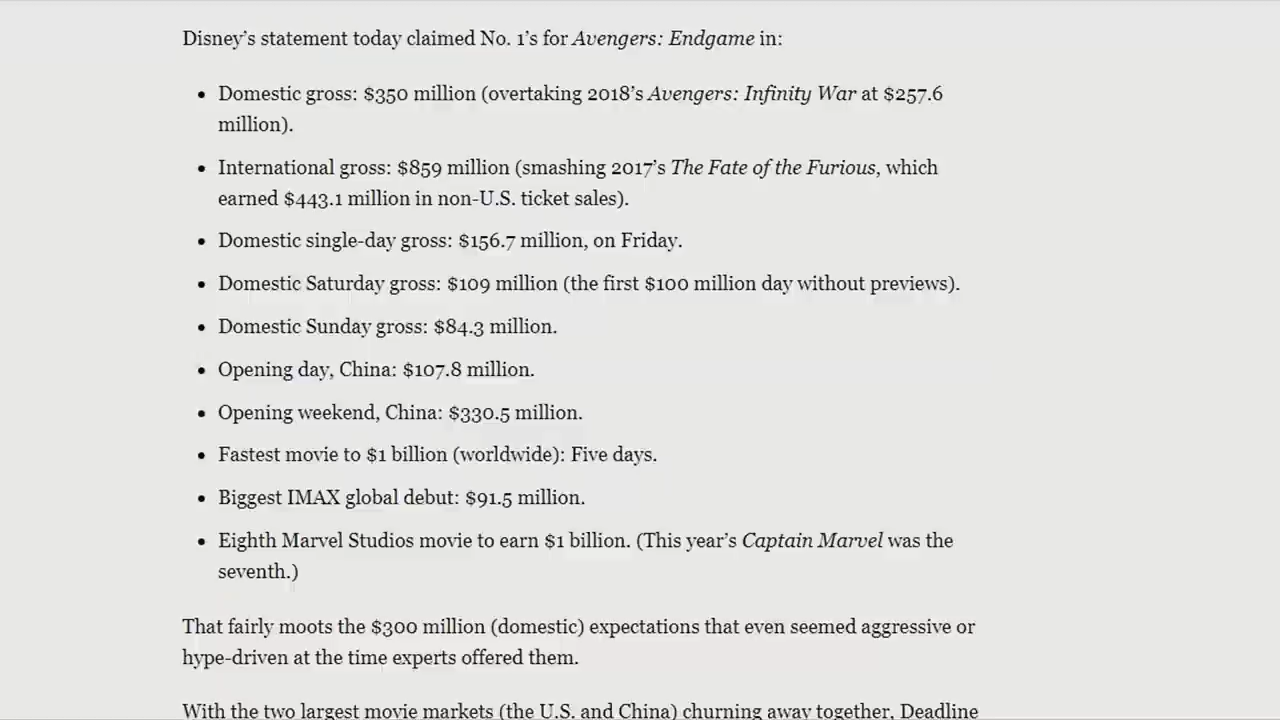 Disney’s statement today claimed No. 1’s for Avengers: Endgame in:
• Domestic gross: $350 million (overtaking 2018’s Avengers: Infinity War at $257.6
million).
• International gross: $859 million (smashing 2017’s The Fate of the Furious, which
earned $443.1 million in non-U.S. ticket sales).
• Domestic single-day gross: $156.7 million, on Friday.
• Domestic Saturday gross: $109 million (the first $100 million day without previews).
• Domestic Sunday gross: $84.3 million.
• Opening day, China: $107.8 million.
• Opening weekend, China: $330.5 million.
• Fastest movie to $1 billion (worldwide): Five days.
• Biggest IMAX global debut: $91.5 million.
• Eighth Marvel Studios movie to earn $1 billion. (This year’s Captain Marvel was the
seventh.)
That fairly moots the $300 million (domestic) expectations that even seemed aggressive or
hype-driven at the time experts offered them.
With the two largest movie markets (the U.S. and China) churning away together, Deadline